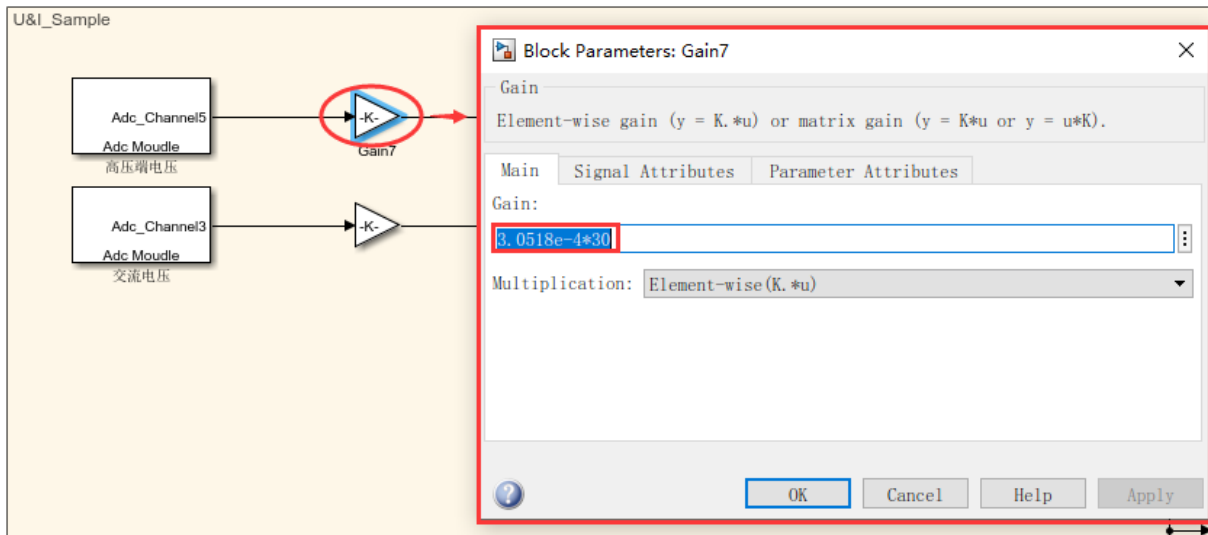 U&I_Sample
Adc_Channel5
Adc Moudle
高压端电压
-K-
Gain7
Adc_Channel3
Adc Moudle
交流电压
-K-
Block Parameters: Gain7
Gain
Element-wise gain (y = K.*u) or matrix gain (y = K*u or y = u*K).
Main Signal Attributes Parameter Attributes
Gain:
3.0518e-4*30
Multiplication: Element-wise(K.*u)
OK Cancel Help Apply